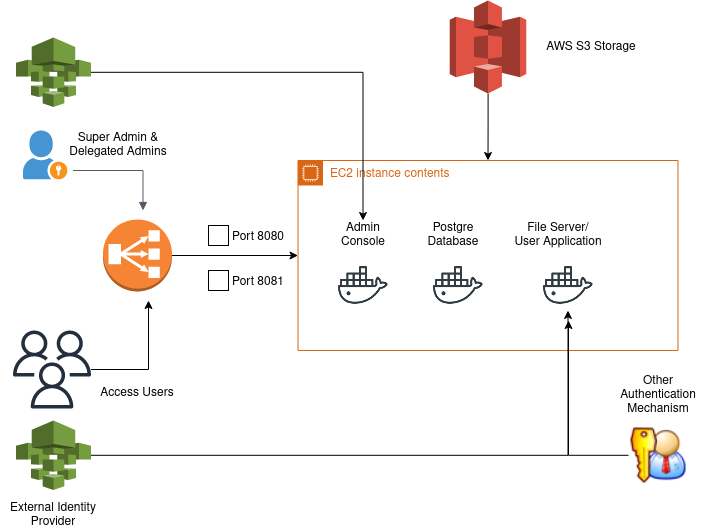 AWS S3 Storage
Super Admin &
Delegated Admins
EC2 instance contents
Admin
Console
Postgre
Database
File Server/
User Application
Port 8080
Port 8081
Access Users
Other
Authentication
Mechanism
External Identity
Provider